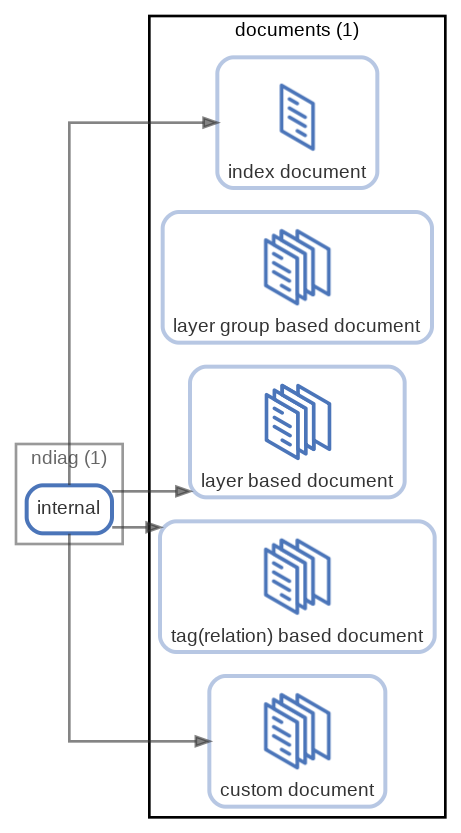 documents (1)
index document
layer group based document
ndiag (1)
layer based document
internal
tag(relation) based document
custom document